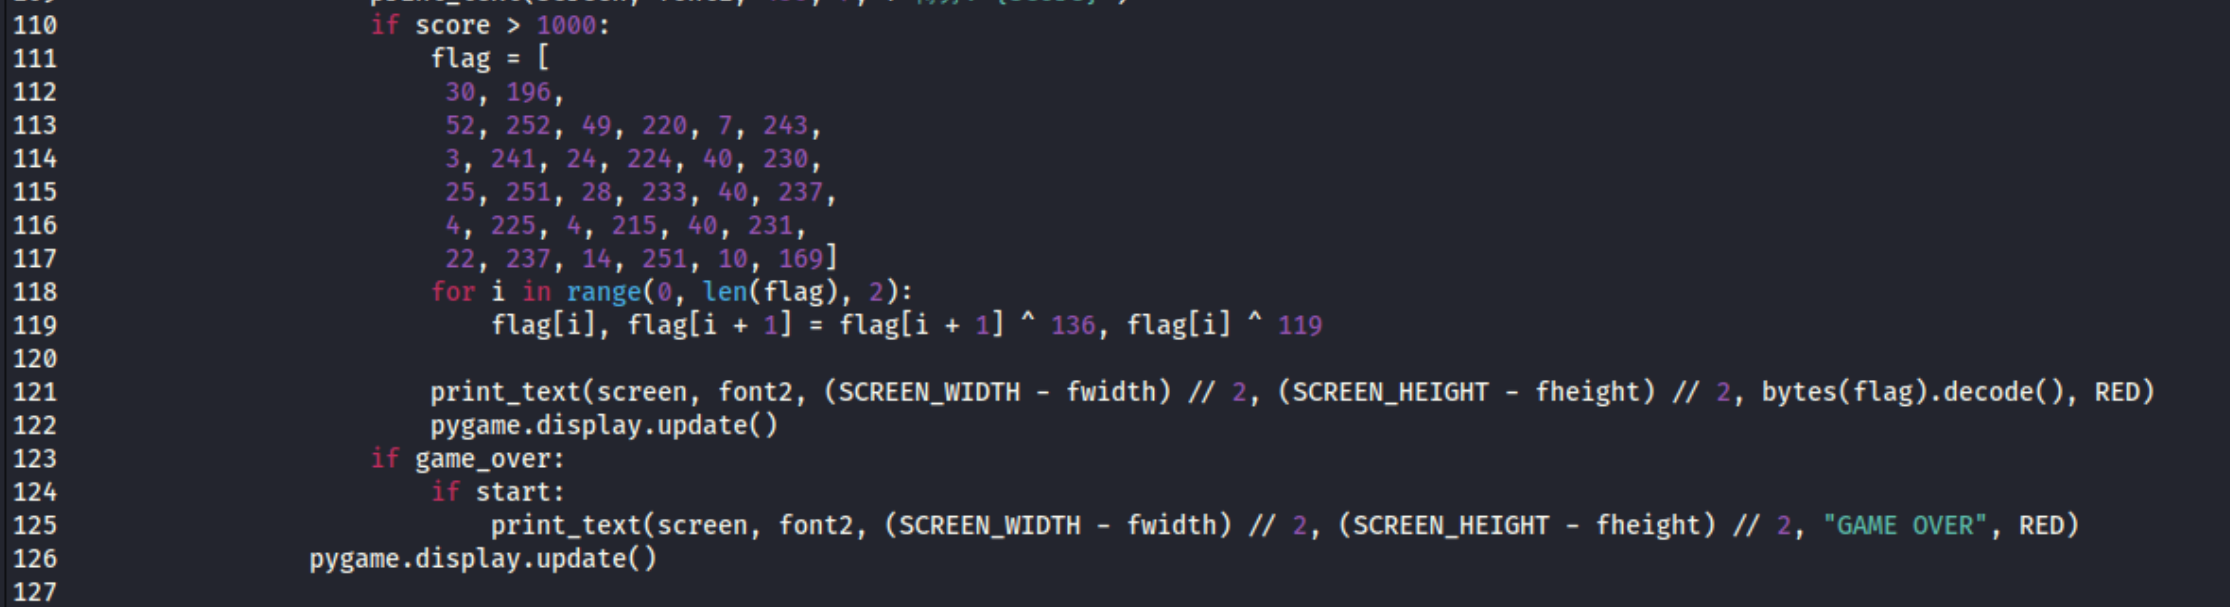 110 if score > 1000:
111 flag = [
112 30, 196,
113 52, 252, 49, 220, 7, 243,
114 3, 241, 24, 224, 40, 230,
115 25, 251, 28, 233, 40, 237,
116 4, 225, 4, 215, 40, 231,
117 22, 237, 14, 251, 10, 169]
118 for i in range(0, len(flag), 2):
119 flag[i], flag[i + 1] = flag[i + 1] ^ 136, flag[i] ^ 119
120
121 print_text(screen, font2, (SCREEN_WIDTH - fwidth) // 2, (SCREEN_HEIGHT - fheight) // 2, bytes(flag).decode(), RED)
122 pygame.display.update()
123 if game_over:
124 if start:
125 print_text(screen, font2, (SCREEN_WIDTH - fwidth) // 2, (SCREEN_HEIGHT - fheight) // 2, "GAME OVER", RED)
126 pygame.display.update()
127